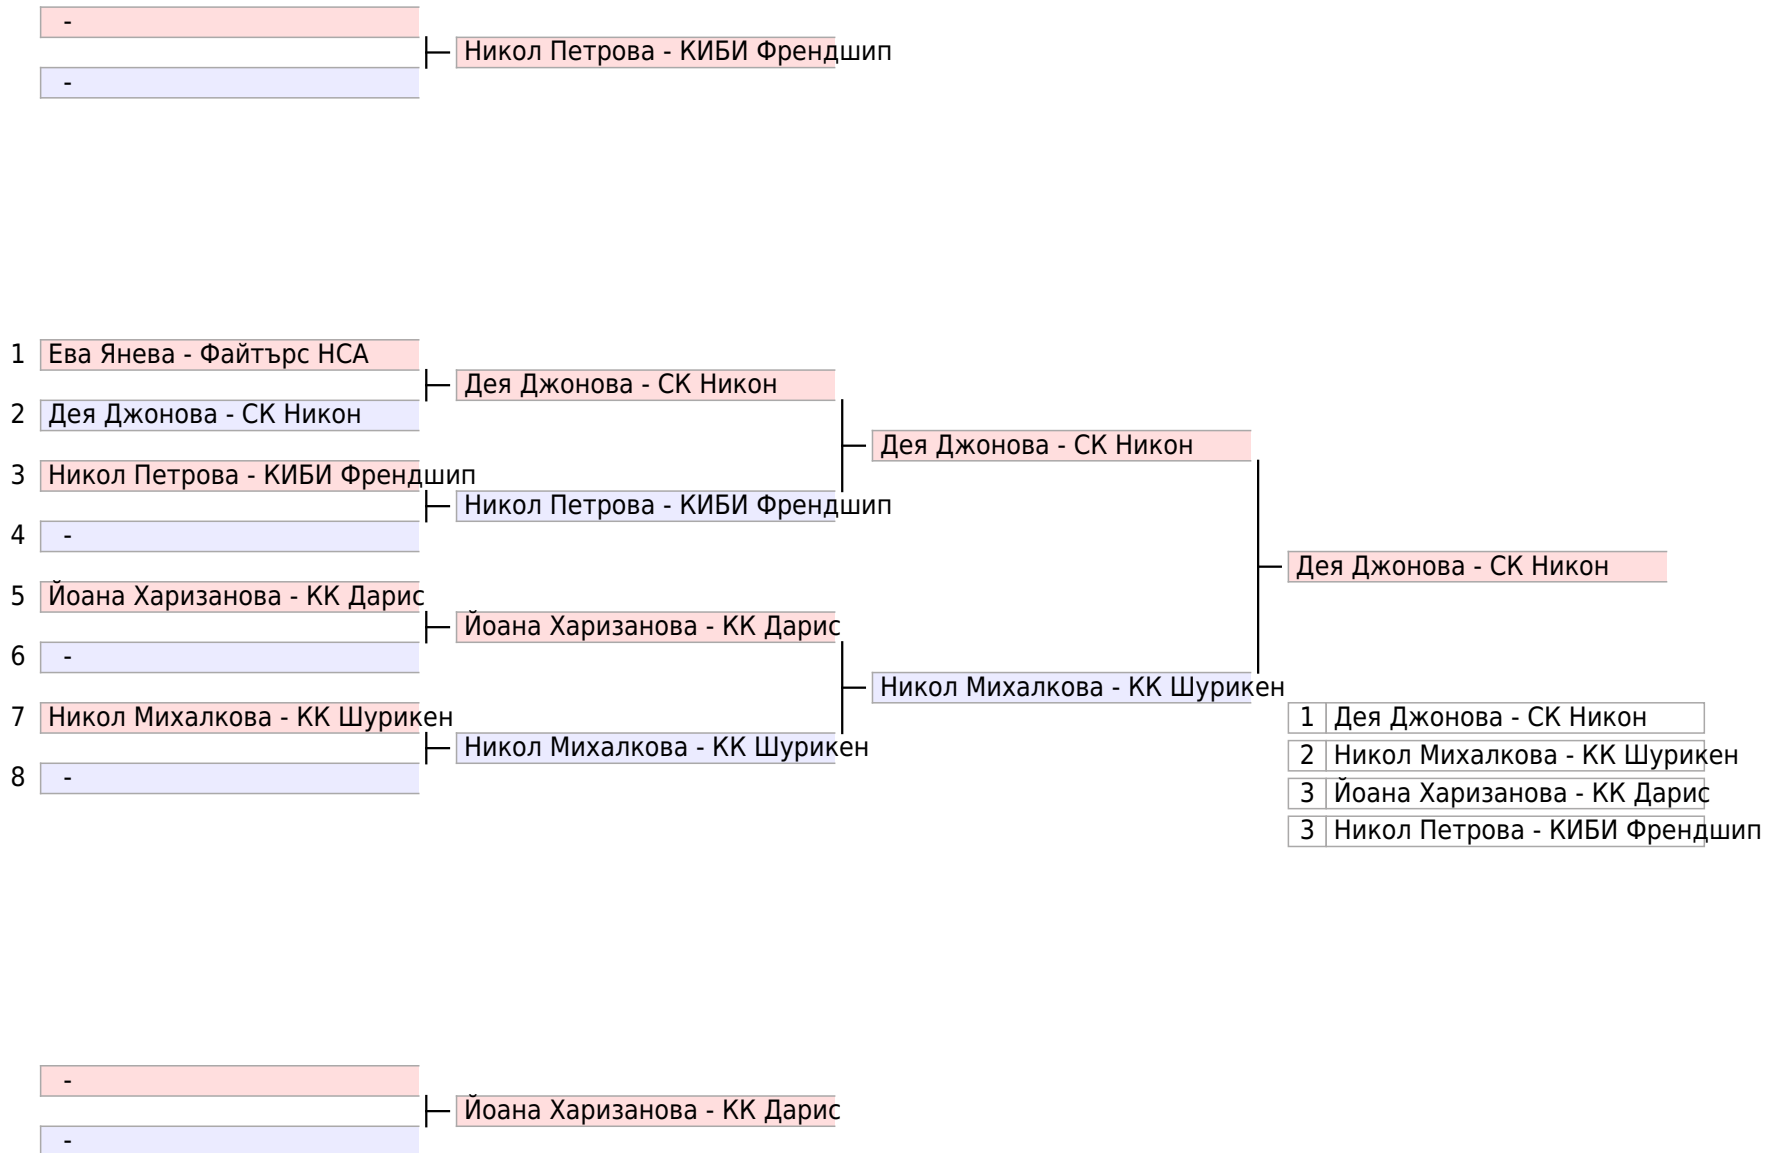 -
Никол Петрова - КИБИ Френдшип
-
1 Ева Янева - Файтърс НСА
Дея Джонова - СК Никон
2 Дея Джонова - СК Никон
Дея Джонова - СК Никон
3 Никол Петрова - КИБИ Френдшип
Никол Петрова - КИБИ Френдшип
4 -
Дея Джонова - СК Никон
5 Йоана Харизанова - КК Дарис
Йоана Харизанова - КК Дарис
6 -
Никол Михалкова - КК Шурикен
7 Никол Михалкова - КК Шурикен
1 Дея Джонова - СК Никон
Никол Михалкова - КК Шурикен
2 Никол Михалкова - КК Шурикен
8 -
3 Йоана Харизанова - КК Дарис
3 Никол Петрова - КИБИ Френдшип
-
Йоана Харизанова - КК Дарис
-